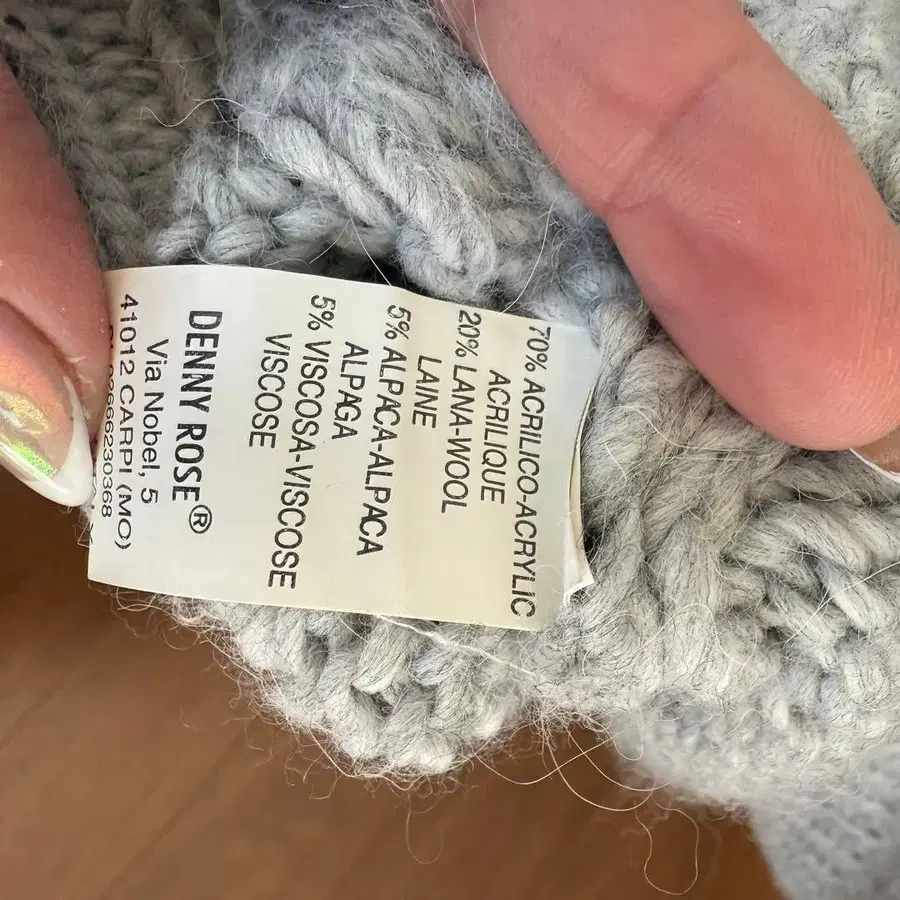 70% ACRILICO-ACRYLIC
ACRILIQUE
20% LANA-WOOL
LAINE
5% ALPACA-ALPACA
ALPAGA
5% VISCOSA-VISCOSE
VISCOSE
DENNY ROSE®
Via Nobel, 5
41012 CARPI (MO)
02666230368